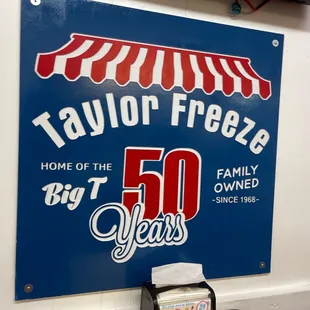 Taylor Freeze
HOME OF THE
Big T
50
Years
FAMILY
OWNED
-SINCE 1968-